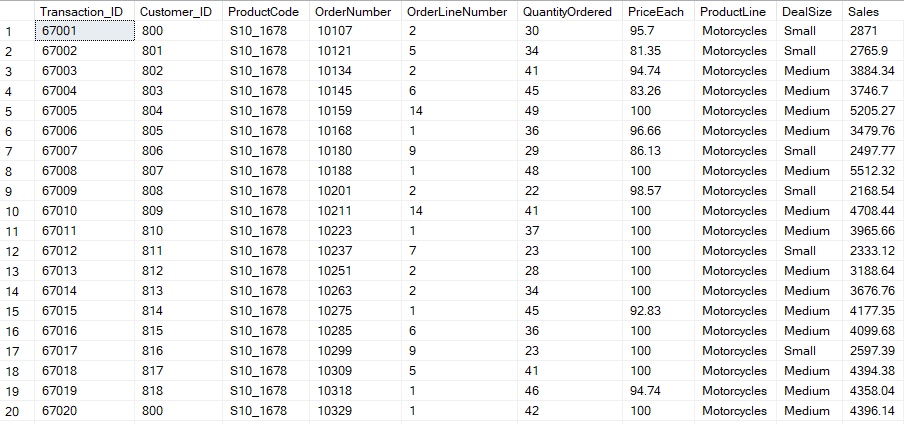 Transaction_ID Customer_ID ProductCode OrderNumber OrderLineNumber QuantityOrdered PriceEach ProductLine DealSize Sales
1 67001 800 S10_1678 10107 2 30 95.7 Motorcycles Small 2871
2 67002 801 S10_1678 10121 5 34 81.35 Motorcycles Small 2765.9
3 67003 802 S10_1678 10134 2 41 94.74 Motorcycles Medium 3884.34
4 67004 803 S10_1678 10145 6 45 83.26 Motorcycles Medium 3746.7
5 67005 804 S10_1678 10159 14 49 100 Motorcycles Medium 5205.27
6 67006 805 S10_1678 10168 1 36 96.66 Motorcycles Medium 3479.76
7 67007 806 S10_1678 10180 9 29 86.13 Motorcycles Small 2497.77
8 67008 807 S10_1678 10188 1 48 100 Motorcycles Medium 5512.32
9 67009 808 S10_1678 10201 2 22 98.57 Motorcycles Small 2168.54
10 67010 809 S10_1678 10211 14 41 100 Motorcycles Medium 4708.44
11 67011 810 S10_1678 10223 1 37 100 Motorcycles Medium 3965.66
12 67012 811 S10_1678 10237 7 23 100 Motorcycles Small 2333.12
13 67013 812 S10_1678 10251 2 28 100 Motorcycles Medium 3188.64
14 67014 813 S10_1678 10263 2 34 100 Motorcycles Medium 3676.76
15 67015 814 S10_1678 10275 1 45 92.83 Motorcycles Medium 4177.35
16 67016 815 S10_1678 10285 6 36 100 Motorcycles Medium 4099.68
17 67017 816 S10_1678 10299 9 23 100 Motorcycles Small 2597.39
18 67018 817 S10_1678 10309 5 41 100 Motorcycles Medium 4394.38
19 67019 818 S10_1678 10318 1 46 94.74 Motorcycles Medium 4358.04
20 67020 800 S10_1678 10329 1 42 100 Motorcycles Medium 4396.14